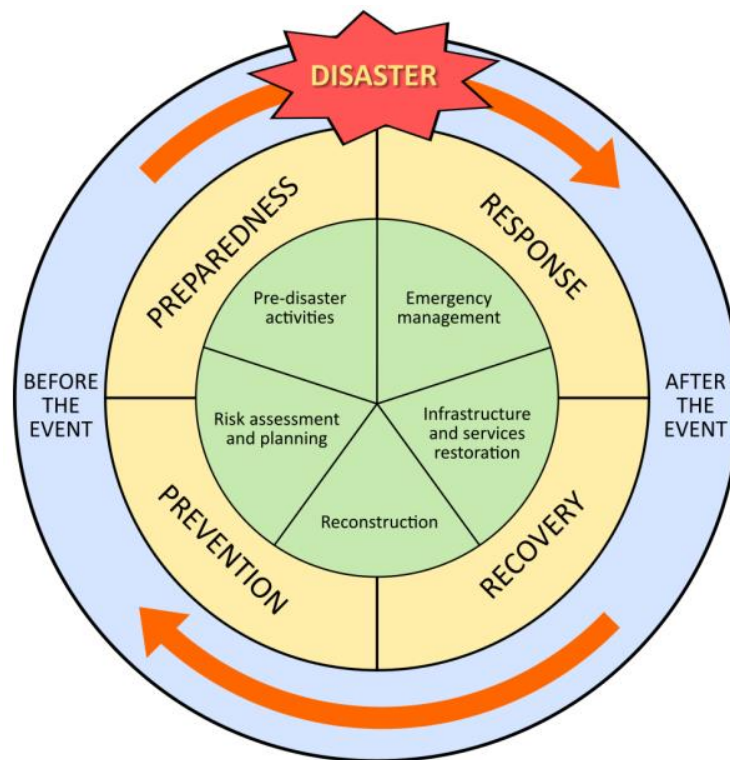 DISASTER
PREPAREDNESS
RESPONSE
Pre-disaster
activities
Emergency
management
BEFORE
THE
EVENT
AFTER
THE
EVENT
Risk assessment
and planning
Infrastructure
and services
restoration
Reconstruction
PREVENTION
RECOVERY